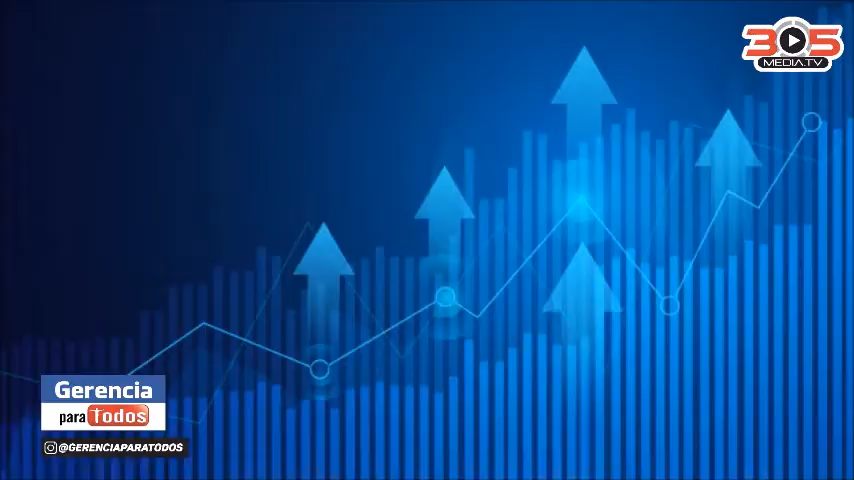 305
MEDIA.TV
Gerencia
para Todos
@GERENCIAPARATODOS